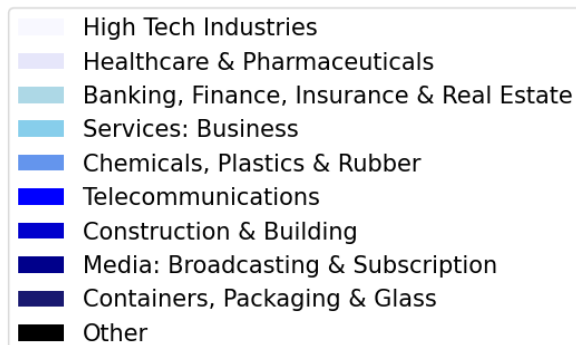 High Tech Industries
Healthcare & Pharmaceuticals
Banking, Finance, Insurance & Real Estate
Services: Business
Chemicals, Plastics & Rubber
Telecommunications
Construction & Building
Media: Broadcasting & Subscription
Containers, Packaging & Glass
Other